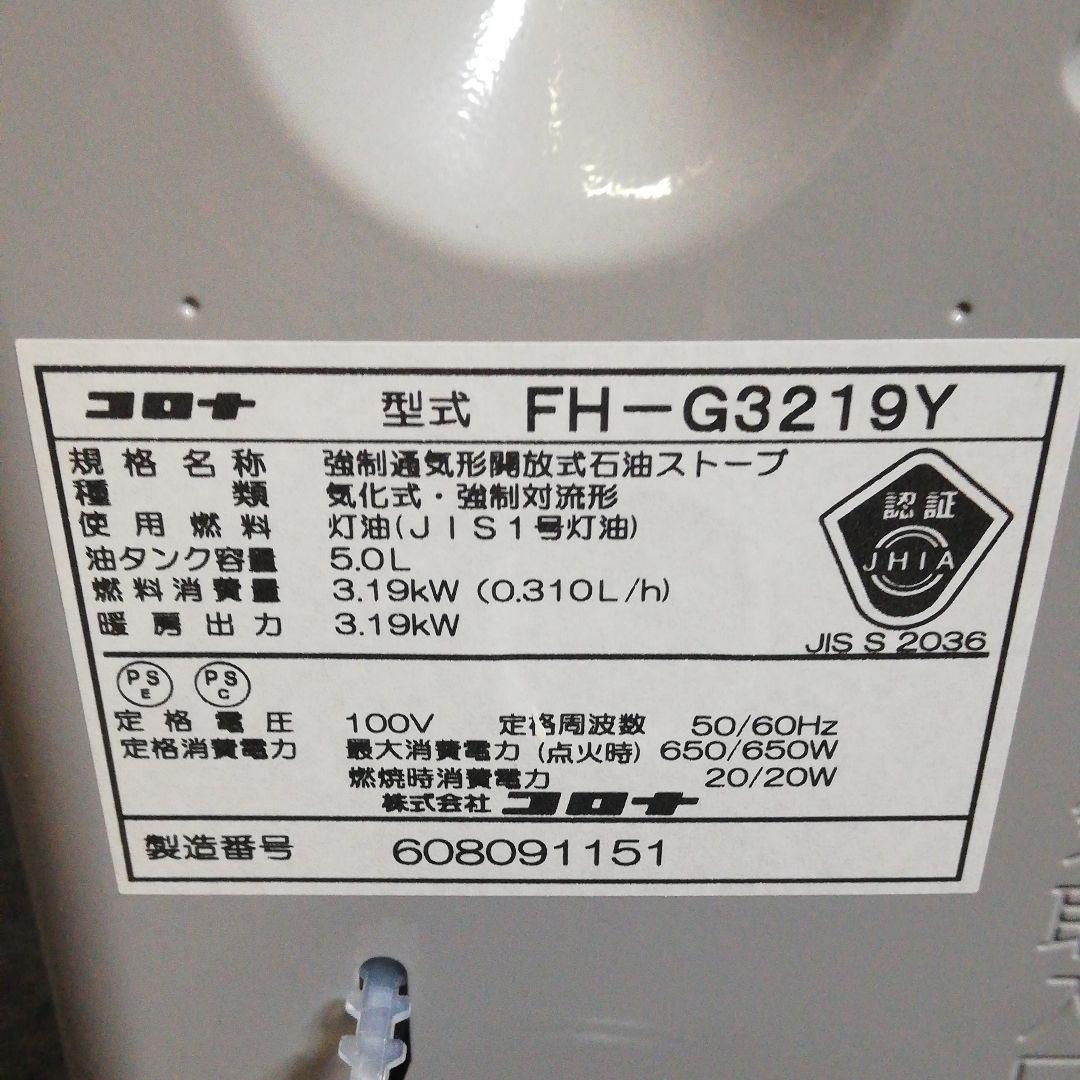 コロナ 型式 FH-G3219Y
規格名称 強制通気形開放式石油ストーブ
種類 気化式・強制対流形
使用燃料 灯油(JIS1号灯油)
油タンク容量 5.0L
燃料消費量 3.19kW (0.310L/h)
暖房出力 3.19kW
認証
JHIA
JIS S 2036
PSE PSC
定格電圧 100V 定格周波数 50/60Hz
定格消費電力 最大消費電力(点火時) 650/650W
燃焼時消費電力 20/20W
株式会社 コロナ
製造番号 608091151